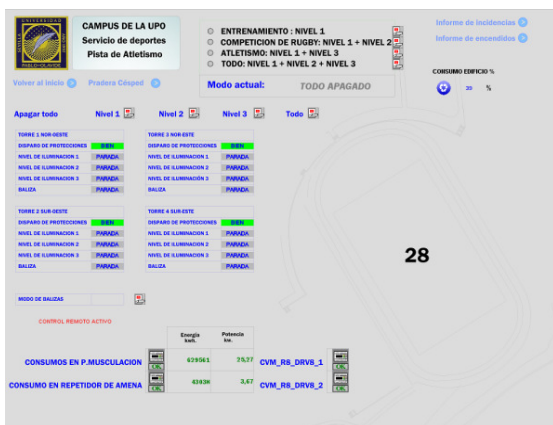 UNIVERSIDAD
SEVILLA
PABLO·OLAVIDE
CAMPUS DE LA UPO
Servicio de deportes
Pista de Atletismo
ENTRENAMIENTO : NIVEL 1
COMPETICION DE RUGBY: NIVEL 1 + NIVEL 2
ATLETISMO: NIVEL 1 + NIVEL 2
TODO: NIVEL 1 + NIVEL 2 + NIVEL 3
Modo actual: TODO APAGADO
Informe de incidencias
Informe de encendidos
CONSUMO EDIFICIO %
%
Volver al Inicio
Pradera Césped
Apagar todo Nivel 1 Nivel 2 Nivel 3 Todo
TORRE 1 NOR-OESTE
DISPARO DE PROTECCIONES BIEN
NIVEL DE ILUMINACION 1 PARADA
NIVEL DE ILUMINACION 2 PARADA
NIVEL DE ILUMINACION 3 PARADA
BALIZA PARADA
TORRE 3 NOR-ESTE
DISPARO DE PROTECCIONES BIEN
NIVEL DE ILUMINACION 1 PARADA
NIVEL DE ILUMINACION 2 PARADA
NIVEL DE ILUMINACIÓN 3 PARADA
BALIZA PARADA
TORRE 2 SUR-OESTE
DISPARO DE PROTECCIONES BIEN
NIVEL DE ILUMINACION 1 PARADA
NIVEL DE ILUMINACION 2 PARADA
NIVEL DE ILUMINACION 3 PARADA
BALIZA PARADA
TORRE 4 SUR-ESTE
DISPARO DE PROTECCIONES BIEN
NIVEL DE ILUMINACION 1 PARADA
NIVEL DE ILUMINACION 2 PARADA
NIVEL DE ILUMINACION 3 PARADA
BALIZA PARADA
28
MODO DE BALIZAS
CONTROL REMOTO ACTIVO
Energía kwh.
Potencia kw.
CONSUMOS EN P.MUSCULACION 629561 25,27 CVM_R8_DRV8_1
CONSUMO EN REPETIDOR DE AMENA 3,67 CVM_R8_DRV8_2